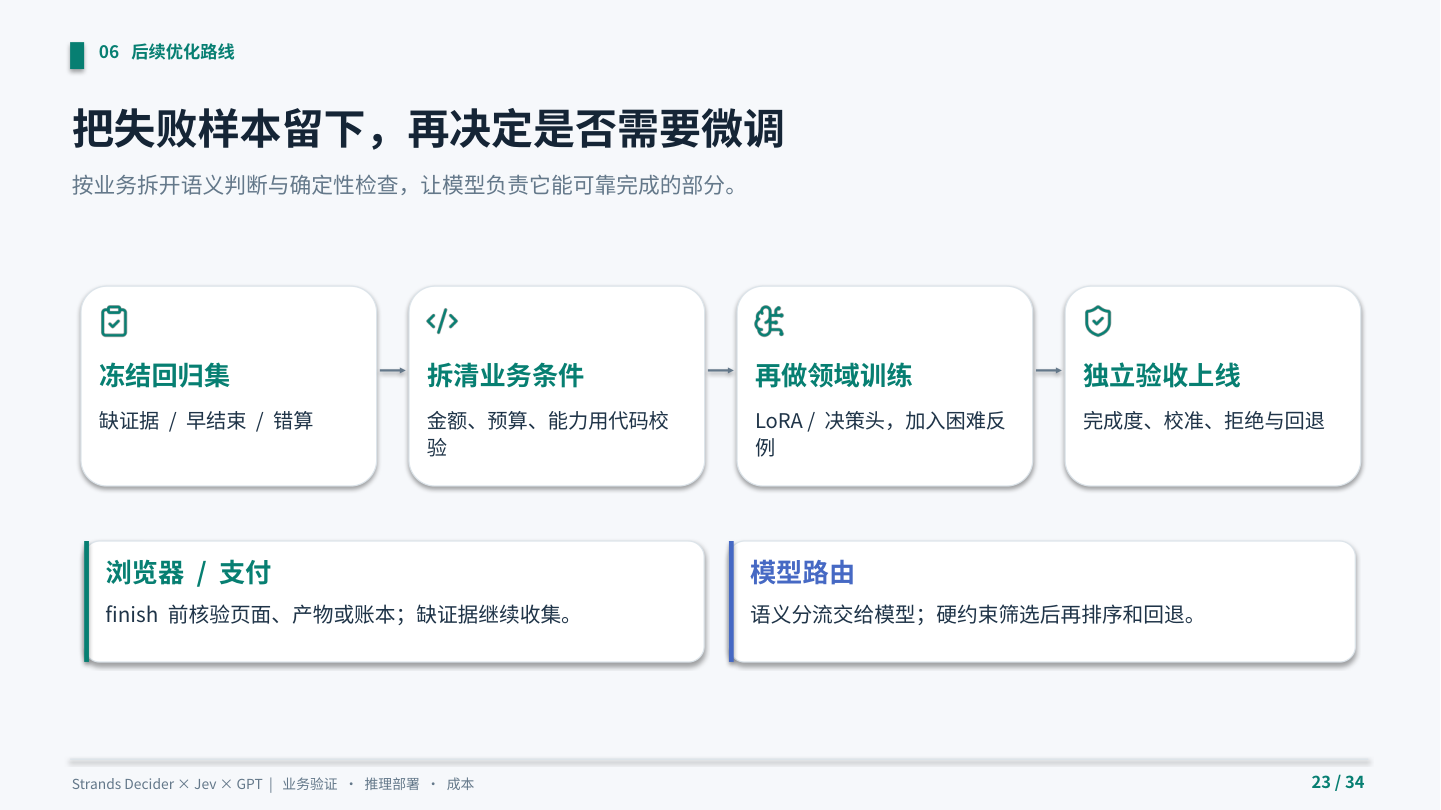 06 后续优化路线
把失败样本留下，再决定是否需要微调
按业务拆开语义判断与确定性检查，让模型负责它能可靠完成的部分。
冻结回归集
缺证据 / 早结束 / 错算
拆清业务条件
金额、预算、能力用代码校
验
再做领域训练
LoRA / 决策头，加入困难反
例
独立验收上线
完成度、校准、拒绝与回退
浏览器 / 支付
finish 前核验页面、产物或账本；缺证据继续收集。
模型路由
语义分流交给模型；硬约束筛选后再排序和回退。
Strands Decider × Jev × GPT | 业务验证 · 推理部署 · 成本
23 / 34